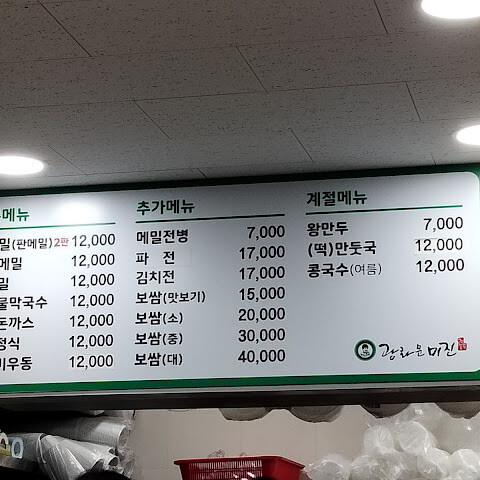 메뉴
밀(판메밀)2판 12,000
메밀 12,000
밀 12,000
물막국수 12,000
돈까스 12,000
정식 12,000
비우동 12,000
추가메뉴
메밀전병 7,000
파 전 17,000
김치전 17,000
보쌈(맛보기) 15,000
보쌈(소) 20,000
보쌈(중) 30,000
보쌈(대) 40,000
계절메뉴
왕만두 7,000
(떡)만둣국 12,000
콩국수(여름) 12,000
광화문미진